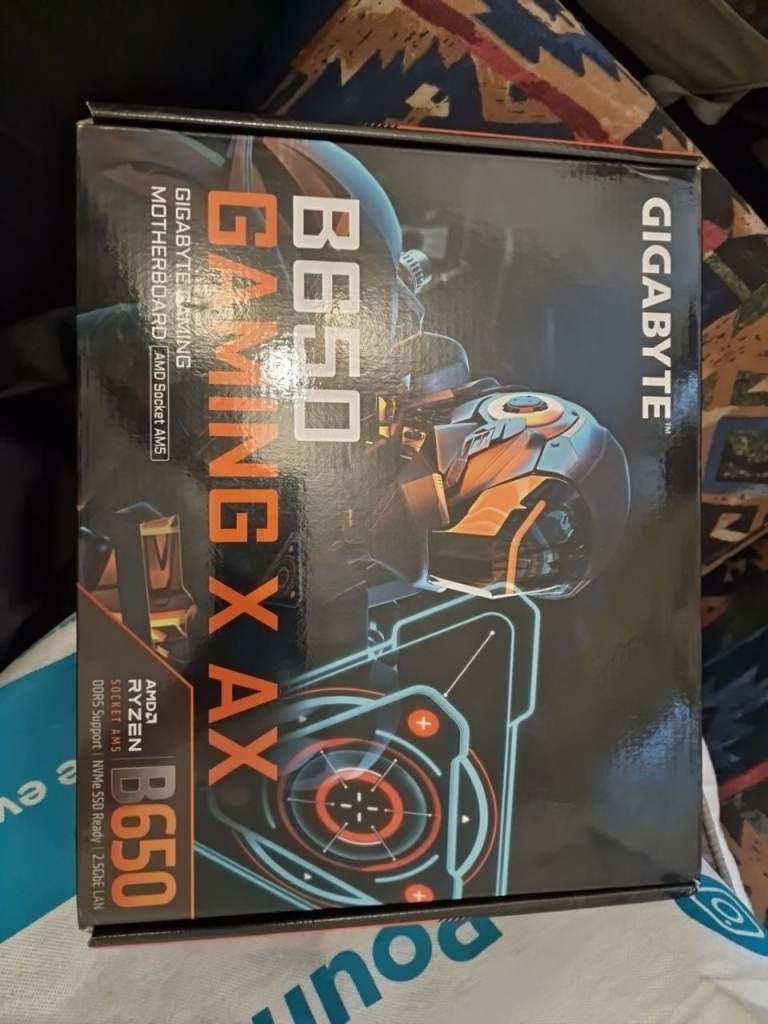 GIGABYTE™
B650
GAMING X AX
GIGABYTE GAMING
MOTHERBOARD AMD Socket AM5
AMD
RYZEN
SOCKET AM5
B650
DDR5 Support | NVMe SSD Ready | 2.5GbE LAN